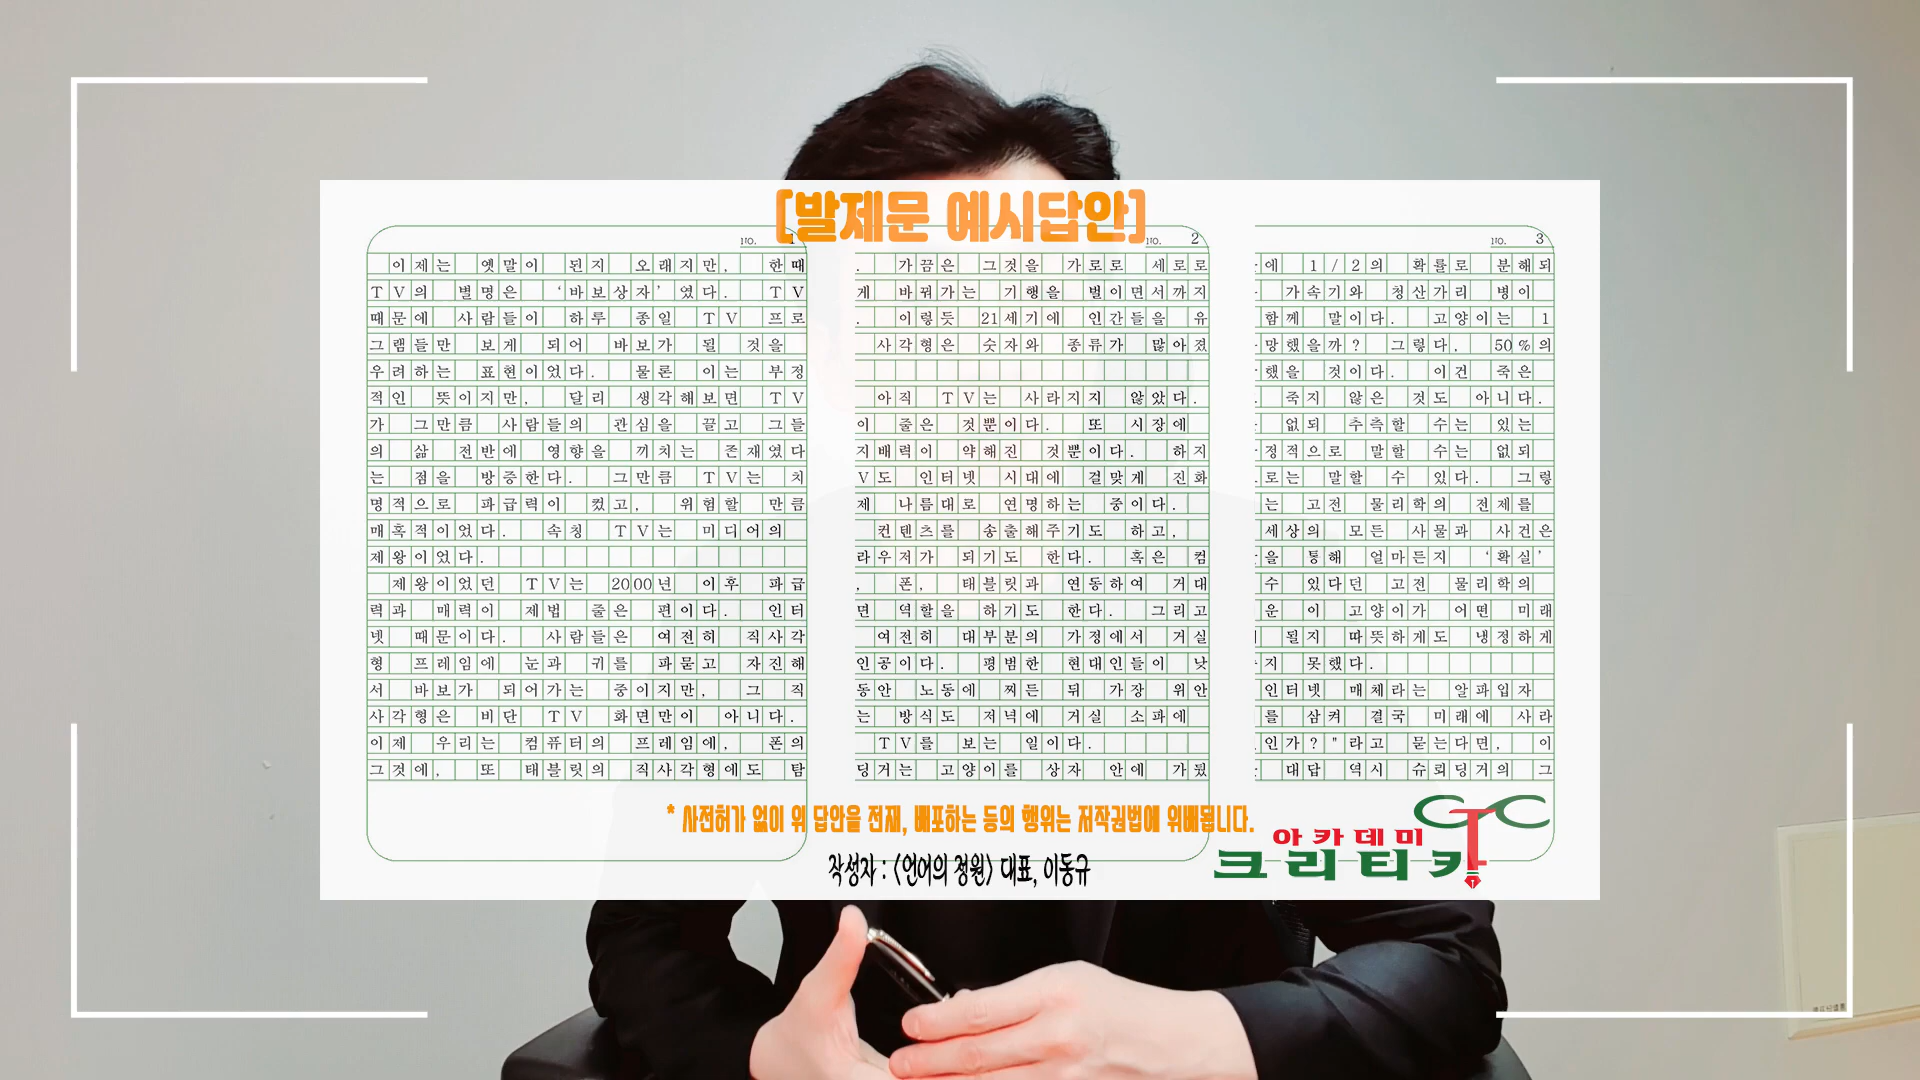 [발제문 예시답안]
No. 1
이제는 옛말이 된지 오래지만, 한때
TV의 별명은 ‘바보상자’였다. TV
때문에 사람들이 하루 종일 TV 프로
그램들만 보게 되어 바보가 될 것을
우려하는 표현이었다. 물론 이는 부정
적인 뜻이지만, 달리 생각해보면 TV
가 그만큼 사람들의 관심을 끌고 그들
의 삶 전반에 영향을 끼치는 존재였다
는 점을 방증한다. 그만큼 TV는 치
명적으로 파급력이 컸고, 위험할 만큼
매혹적이었다. 속칭 TV는 미디어의
제왕이었다.
제왕이었던 TV는 2000년 이후 파급
력과 매력이 제법 줄은 편이다. 인터
넷 때문이다. 사람들은 여전히 직사각
형 프레임에 눈과 귀를 파묻고 자진해
서 바보가 되어가는 중이지만, 그 직
사각형은 비단 TV 화면만이 아니다.
이제 우리는 컴퓨터의 프레임에, 폰의
그것에, 또 태블릿의 직사각형에도 탐
No. 2
. 가끔은 그것을 가로로 세로로
게 바꿔가는 기행을 벌이면서까지
. 이렇듯 21세기에 인간들을 유
사각형은 숫자와 종류가 많아졌
아직 TV는 사라지지 않았다.
이 줄은 것뿐이다. 또 시장에
지배력이 약해진 것뿐이다. 하지
V도 인터넷 시대에 걸맞게 진화
제 나름대로 연명하는 중이다.
컨텐츠를 송출해주기도 하고,
라우저가 되기도 한다. 혹은 컴
, 폰, 태블릿과 연동하여 거대
면 역할을 하기도 한다. 그리고
여전히 대부분의 가정에서 거실
인공이다. 평범한 현대인들이 낮
동안 노동에 찌든 뒤 가장 위안
는 방식도 저녁에 거실 소파에
TV를 보는 일이다.
딩거는 고양이를 상자 안에 가뒀
No. 3
에 1/2의 확률로 분해되
가속기와 청산가리 병이
함께 말이다. 고양이는 1
망했을까? 그렇다. 50%의
했을 것이다. 이건 죽은
죽지 않은 것도 아니다.
없되 추측할 수는 있는
정적으로 말할 수는 없되
로는 말할 수 있다. 그렇
는 고전 물리학의 전제를
세상의 모든 사물과 사건은
을 통해 얼마든지 ‘확실’
수 있다던 고전 물리학의
운 이 고양이가 어떤 미래
될지 따뜻하게도 냉정하게
지 못했다.
인터넷 매체라는 알파입자
를 삼켜 결국 미래에 사라
인가?"라고 묻는다면, 이
대답 역시 슈뢰딩거의 그
* 사전허가 없이 위 답안을 전재, 배포하는 등의 행위는 저작권법에 위배됩니다.
작성자 : <언어의 정원> 대표, 이동규
CTC
아카데미
크리티카